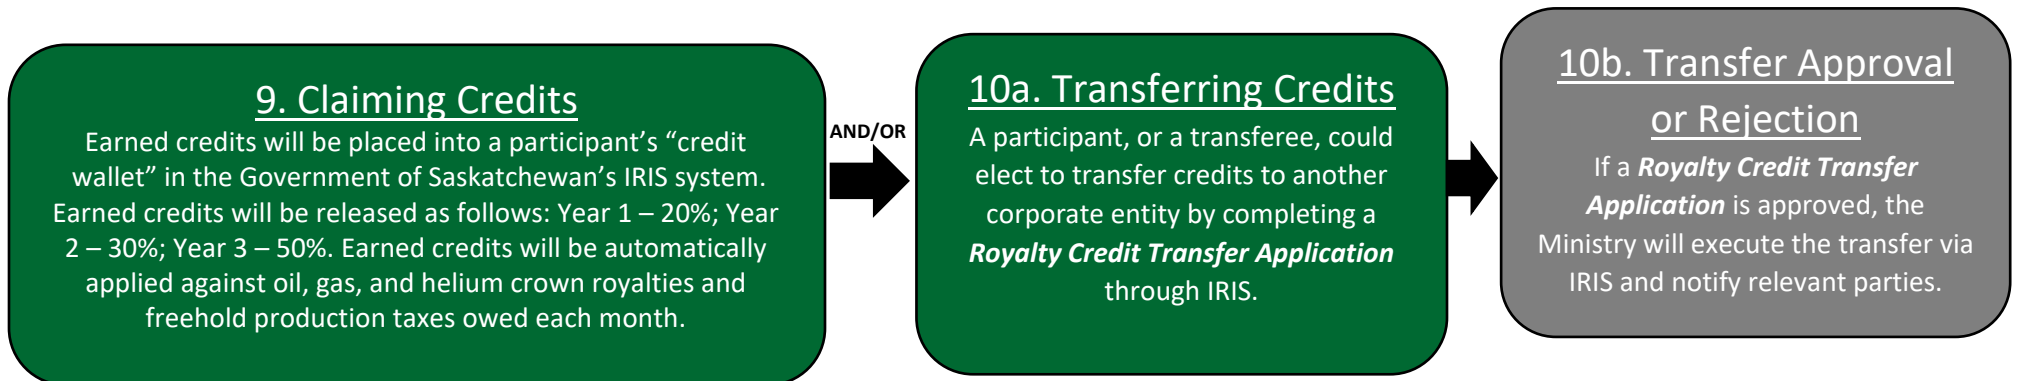 9. Claiming Credits
Earned credits will be placed into a participant’s “credit
wallet” in the Government of Saskatchewan’s IRIS system.
Earned credits will be released as follows: Year 1 – 20%; Year
2 – 30%; Year 3 – 50%. Earned credits will be automatically
applied against oil, gas, and helium crown royalties and
freehold production taxes owed each month.
AND/OR
10a. Transferring Credits
A participant, or a transferee, could
elect to transfer credits to another
corporate entity by completing a
Royalty Credit Transfer Application
through IRIS.
10b. Transfer Approval
or Rejection
If a Royalty Credit Transfer
Application is approved, the
Ministry will execute the transfer via
IRIS and notify relevant parties.